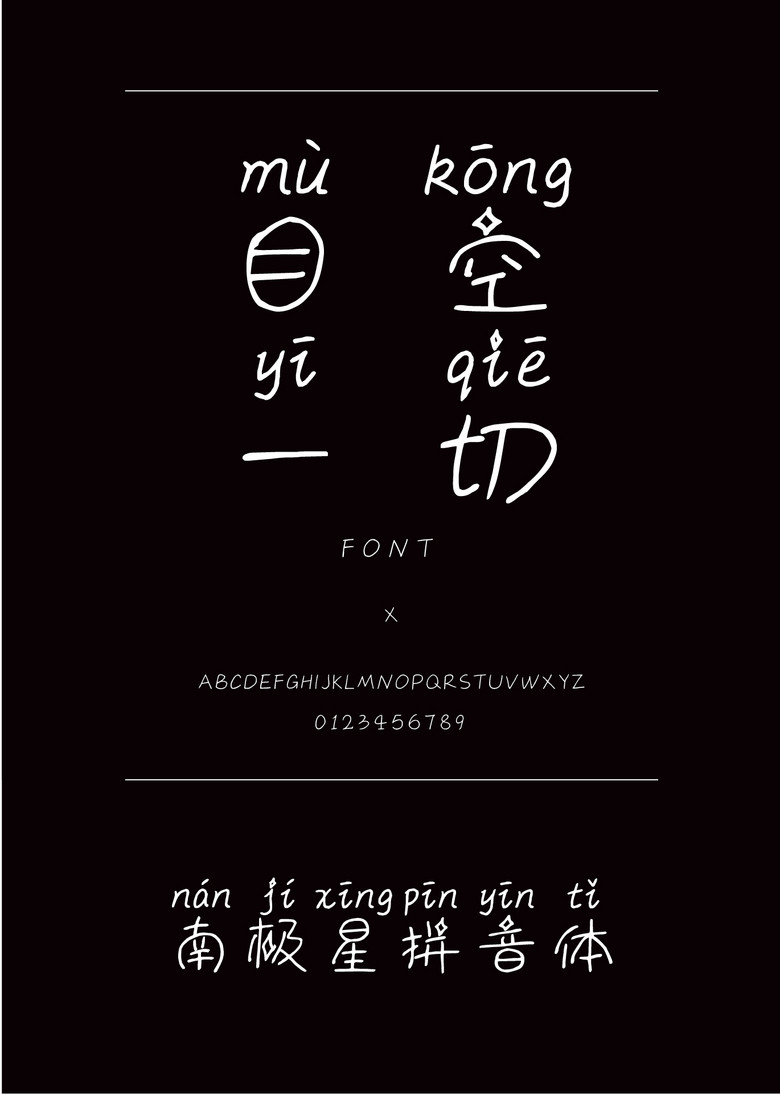 mù kōng
目 空
yī qiē
一 切
FONT
X
ABCDEFGHIJKLMNOPQRSTUVWXYZ
0123456789
nán jí xīng pīn yīn tǐ
南极星拼音体